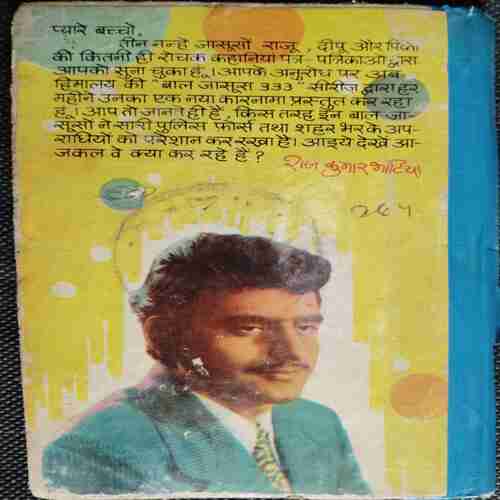 प्यारे बच्चों,
तीन नन्हें जासूसों राजू, दीपू और पिंकी
की कितनी ही रोचक कहानियां पत्र-पत्रिकाओं द्वारा
आपको सुना चुका हूं। आपके अनुरोध पर अब
हिमालय की "बाल जासूस 333" सीरीज़ द्वारा हर
महीने उनका एक नया कारनामा प्रस्तुत कर रहा
हूं। आप तो जानते ही हैं, किस तरह इन बाल जा-
सूसों ने सारी पुलिस फोर्स तथा शहर भर के अप-
राधियों को परेशान कर रखा है। आइये देखें आ-
जकल वे क्या कर रहे हैं?
राज कुमार भाटिया
२६५